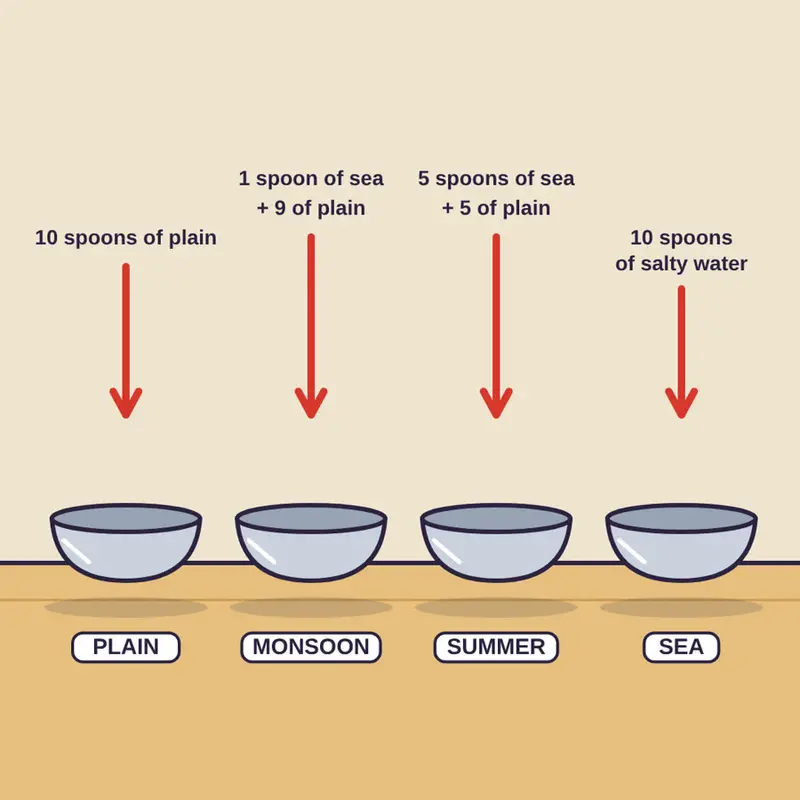 10 spoons of plain
1 spoon of sea
+ 9 of plain
5 spoons of sea
+ 5 of plain
10 spoons
of salty water
PLAIN
MONSOON
SUMMER
SEA